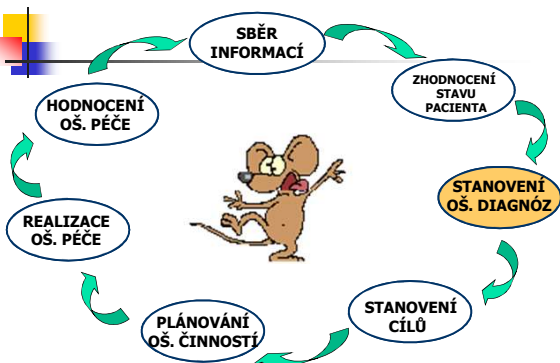 SBĚR
INFORMACÍ
ZHODNOCENÍ
STAVU
PACIENTA
STANOVENÍ
OŠ. DIAGNÓZ
STANOVENÍ
CÍLŮ
PLÁNOVÁNÍ
OŠ. ČINNOSTÍ
REALIZACE
OŠ. PÉČE
HODNOCENÍ
OŠ. PÉČE